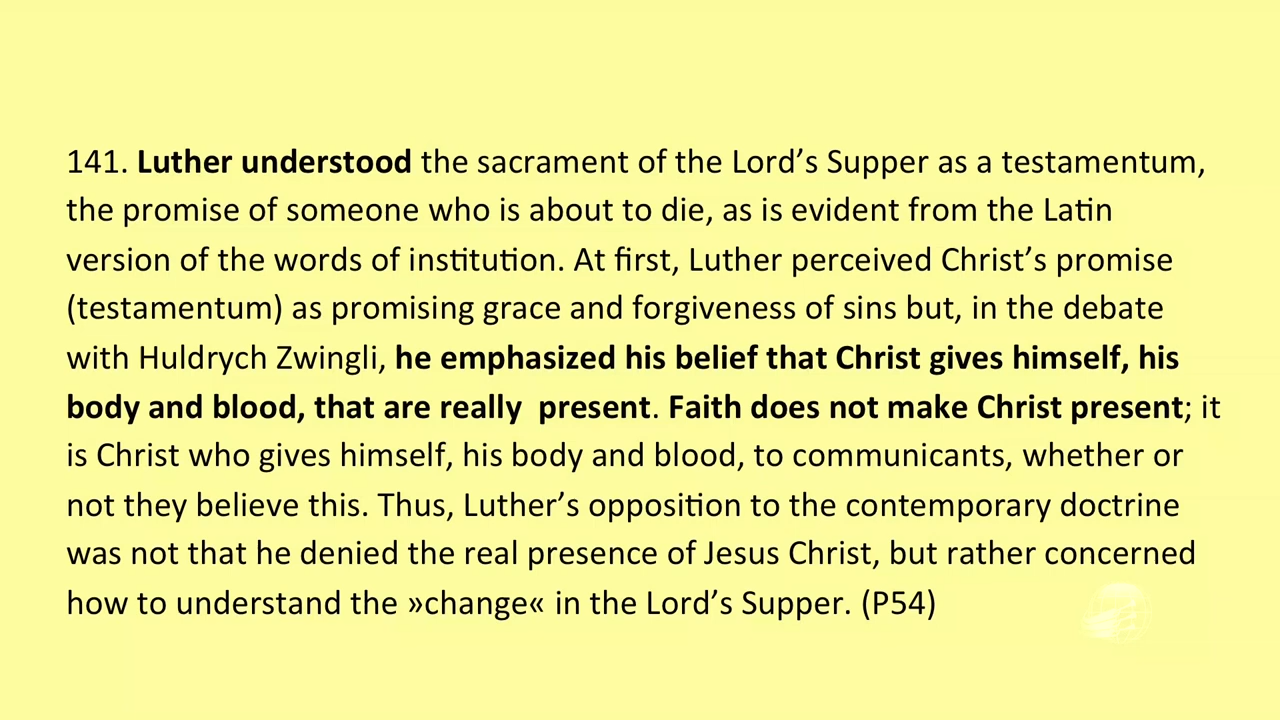 141. Luther understood the sacrament of the Lord’s Supper as a testamentum,
the promise of someone who is about to die, as is evident from the Latin
version of the words of institution. At first, Luther perceived Christ’s promise
(testamentum) as promising grace and forgiveness of sins but, in the debate
with Huldrych Zwingli, he emphasized his belief that Christ gives himself, his
body and blood, that are really  present. Faith does not make Christ present; it
is Christ who gives himself, his body and blood, to communicants, whether or
not they believe this. Thus, Luther’s opposition to the contemporary doctrine
was not that he denied the real presence of Jesus Christ, but rather concerned
how to understand the »change« in the Lord’s Supper. (P54)